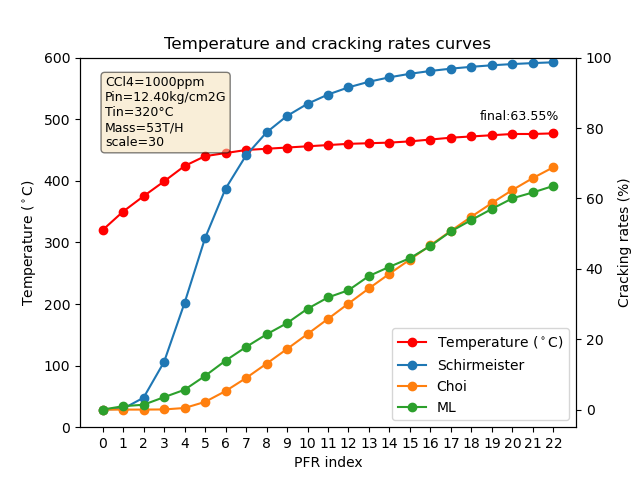 Temperature and cracking rates curves
600
500
400
300
200
100
0
Temperature (°C)
CCl4=1000ppm
Pin=12.40kg/cm2G
Tin=320°C
Mass=53T/H
scale=30
final:63.55%
100
80
60
40
20
0
Cracking rates (%)
Temperature (°C)
Schirmeister
Choi
ML
0 1 2 3 4 5 6 7 8 9 10 11 12 13 14 15 16 17 18 19 20 21 22
PFR index